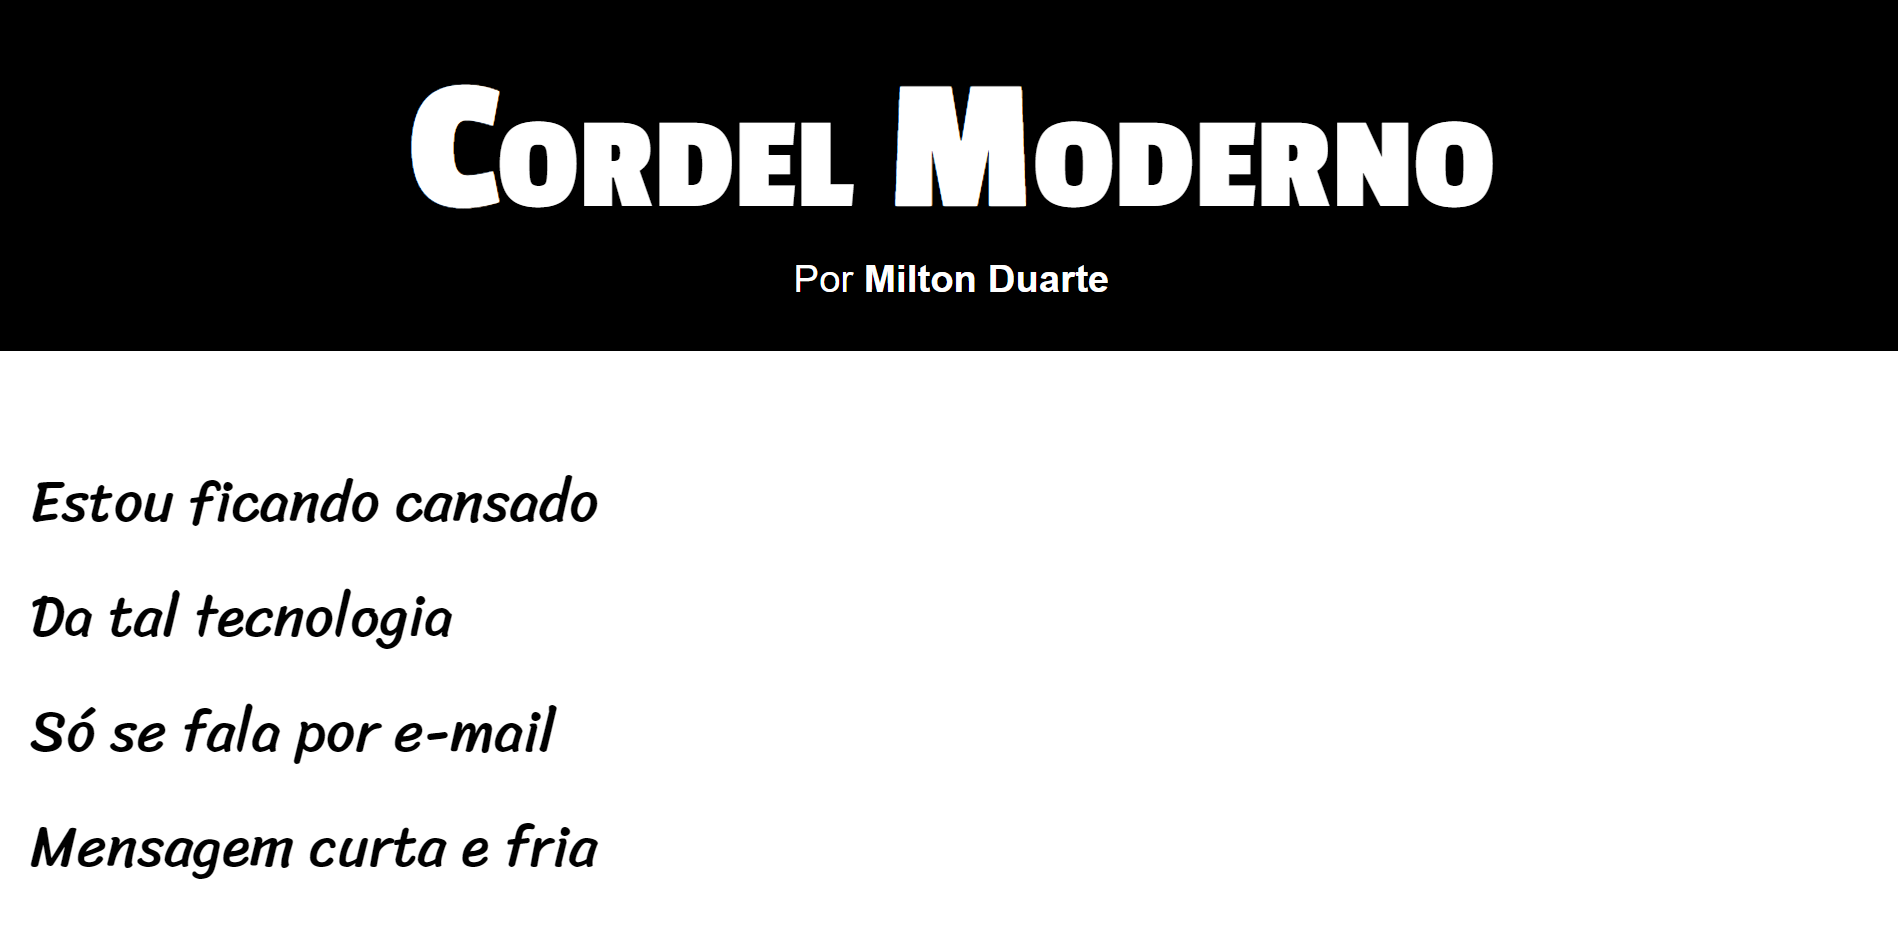 Cordel Moderno
Por Milton Duarte
Estou ficando cansado
Da tal tecnologia
Só se fala por e-mail
Mensagem curta e fria